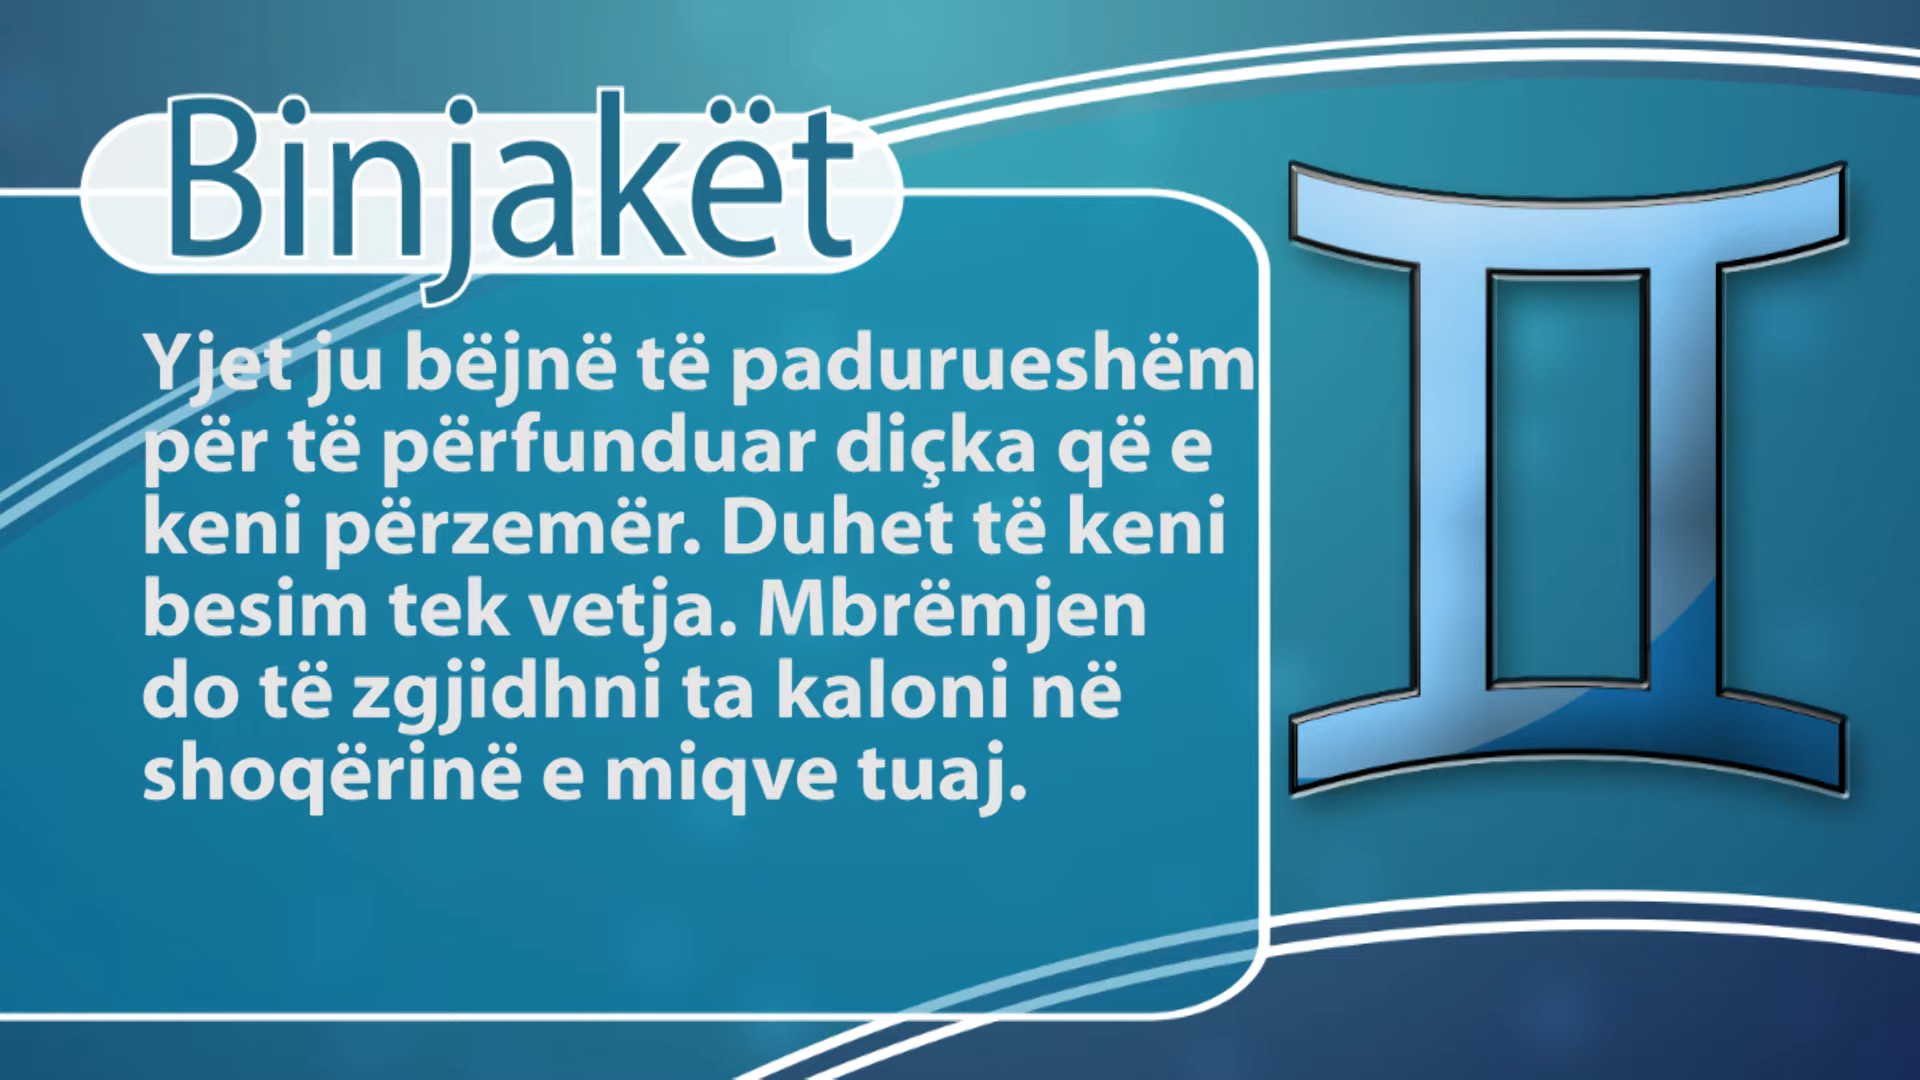 Binjakët
Yjet ju bëjnë të padurueshëm
për të përfunduar diçka që e
keni përzemër. Duhet të keni
besim tek vetja. Mbrëmjen
do të zgjidhni ta kaloni në
shoqërinë e miqve tuaj.